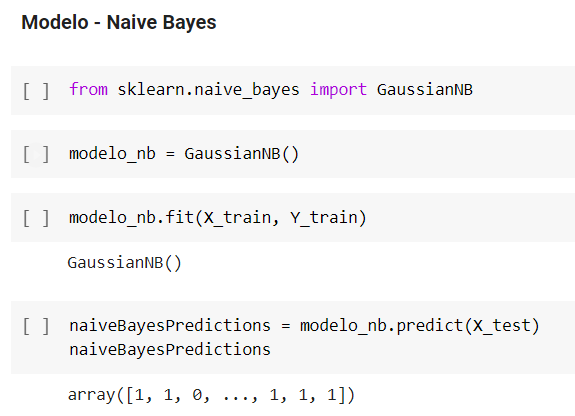 Modelo - Naive Bayes
[ ] from sklearn.naive_bayes import GaussianNB
[ ] modelo_nb = GaussianNB()
[ ] modelo_nb.fit(X_train, Y_train)
GaussianNB()
[ ] naiveBayesPredictions = modelo_nb.predict(X_test)
naiveBayesPredictions
array([1, 1, 0, ..., 1, 1, 1])